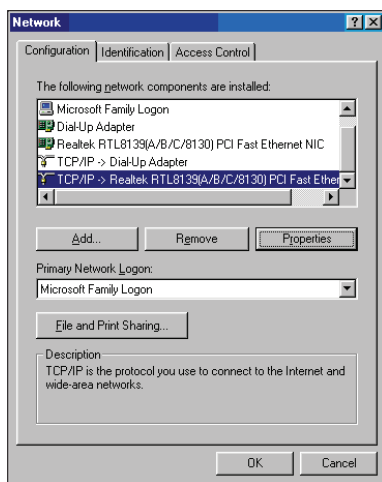 Network
Configuration Identification Access Control
The following network components are installed:
Microsoft Family Logon
Dial-Up Adapter
Realtek RTL8139(A/B/C/8130) PCI Fast Ethernet NIC
TCP/IP -> Dial-Up Adapter
TCP/IP -> Realtek RTL8139(A/B/C/8130) PCI Fast Ether
Add... Remove Properties
Primary Network Logon:
Microsoft Family Logon
File and Print Sharing...
Description
TCP/IP is the protocol you use to connect to the Internet and
wide-area networks.
OK Cancel